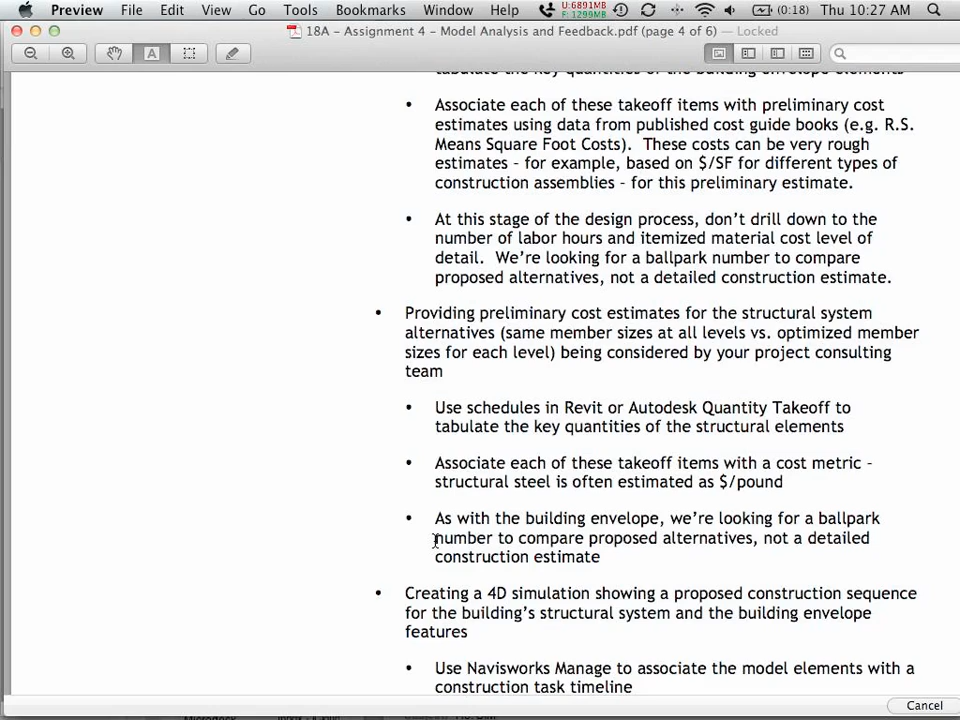 Preview File Edit View Go Tools Bookmarks Window Help U:6891MB F:1299MB (0:18) Thu 10:27 AM
18A – Assignment 4 – Model Analysis and Feedback.pdf (page 4 of 6) — Locked
tabulate the key quantities of the building envelope elements
• Associate each of these takeoff items with preliminary cost
estimates using data from published cost guide books (e.g. R.S.
Means Square Foot Costs). These costs can be very rough
estimates – for example, based on $/SF for different types of
construction assemblies – for this preliminary estimate.
• At this stage of the design process, don't drill down to the
number of labor hours and itemized material cost level of
detail. We're looking for a ballpark number to compare
proposed alternatives, not a detailed construction estimate.
• Providing preliminary cost estimates for the structural system
alternatives (same member sizes at all levels vs. optimized member
sizes for each level) being considered by your project consulting
team
• Use schedules in Revit or Autodesk Quantity Takeoff to
tabulate the key quantities of the structural elements
• Associate each of these takeoff items with a cost metric –
structural steel is often estimated as $/pound
• As with the building envelope, we're looking for a ballpark
number to compare proposed alternatives, not a detailed
construction estimate
• Creating a 4D simulation showing a proposed construction sequence
for the building's structural system and the building envelope
features
• Use Navisworks Manage to associate the model elements with a
construction task timeline
Cancel